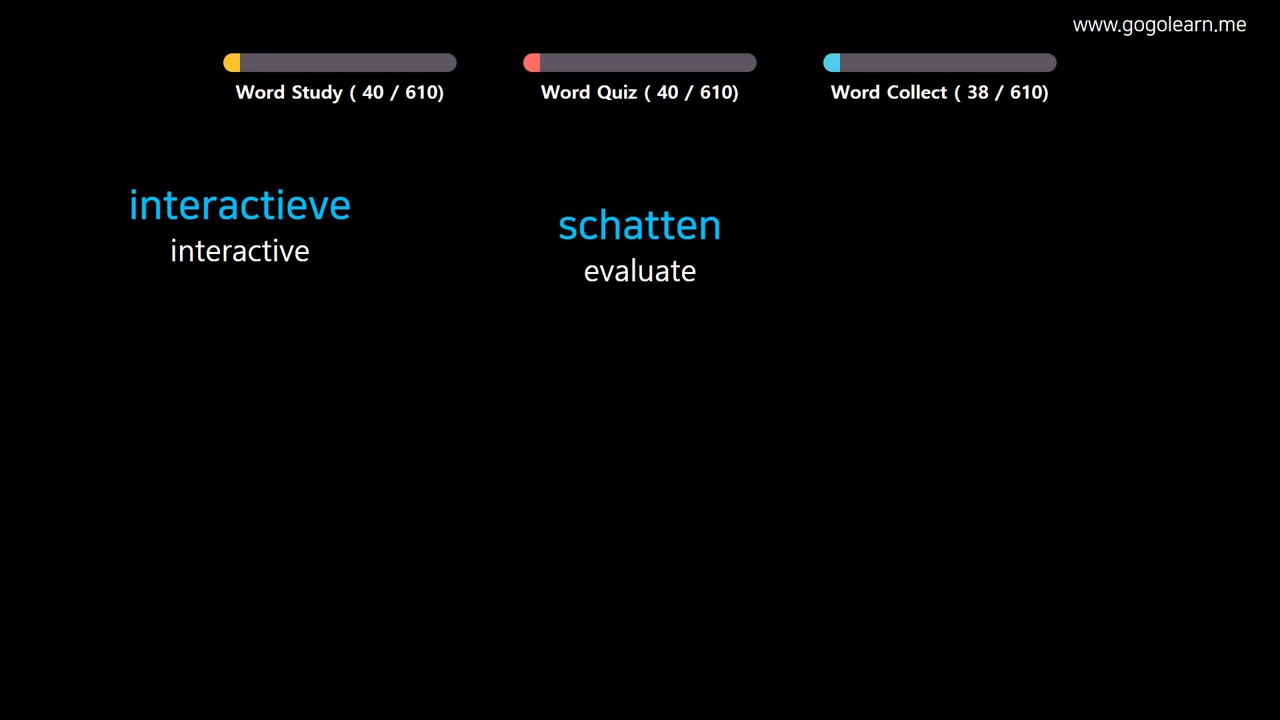 www.gogolearn.me
Word Study ( 40 / 610)
Word Quiz ( 40 / 610)
Word Collect ( 38 / 610)
interactieve
interactive
schatten
evaluate